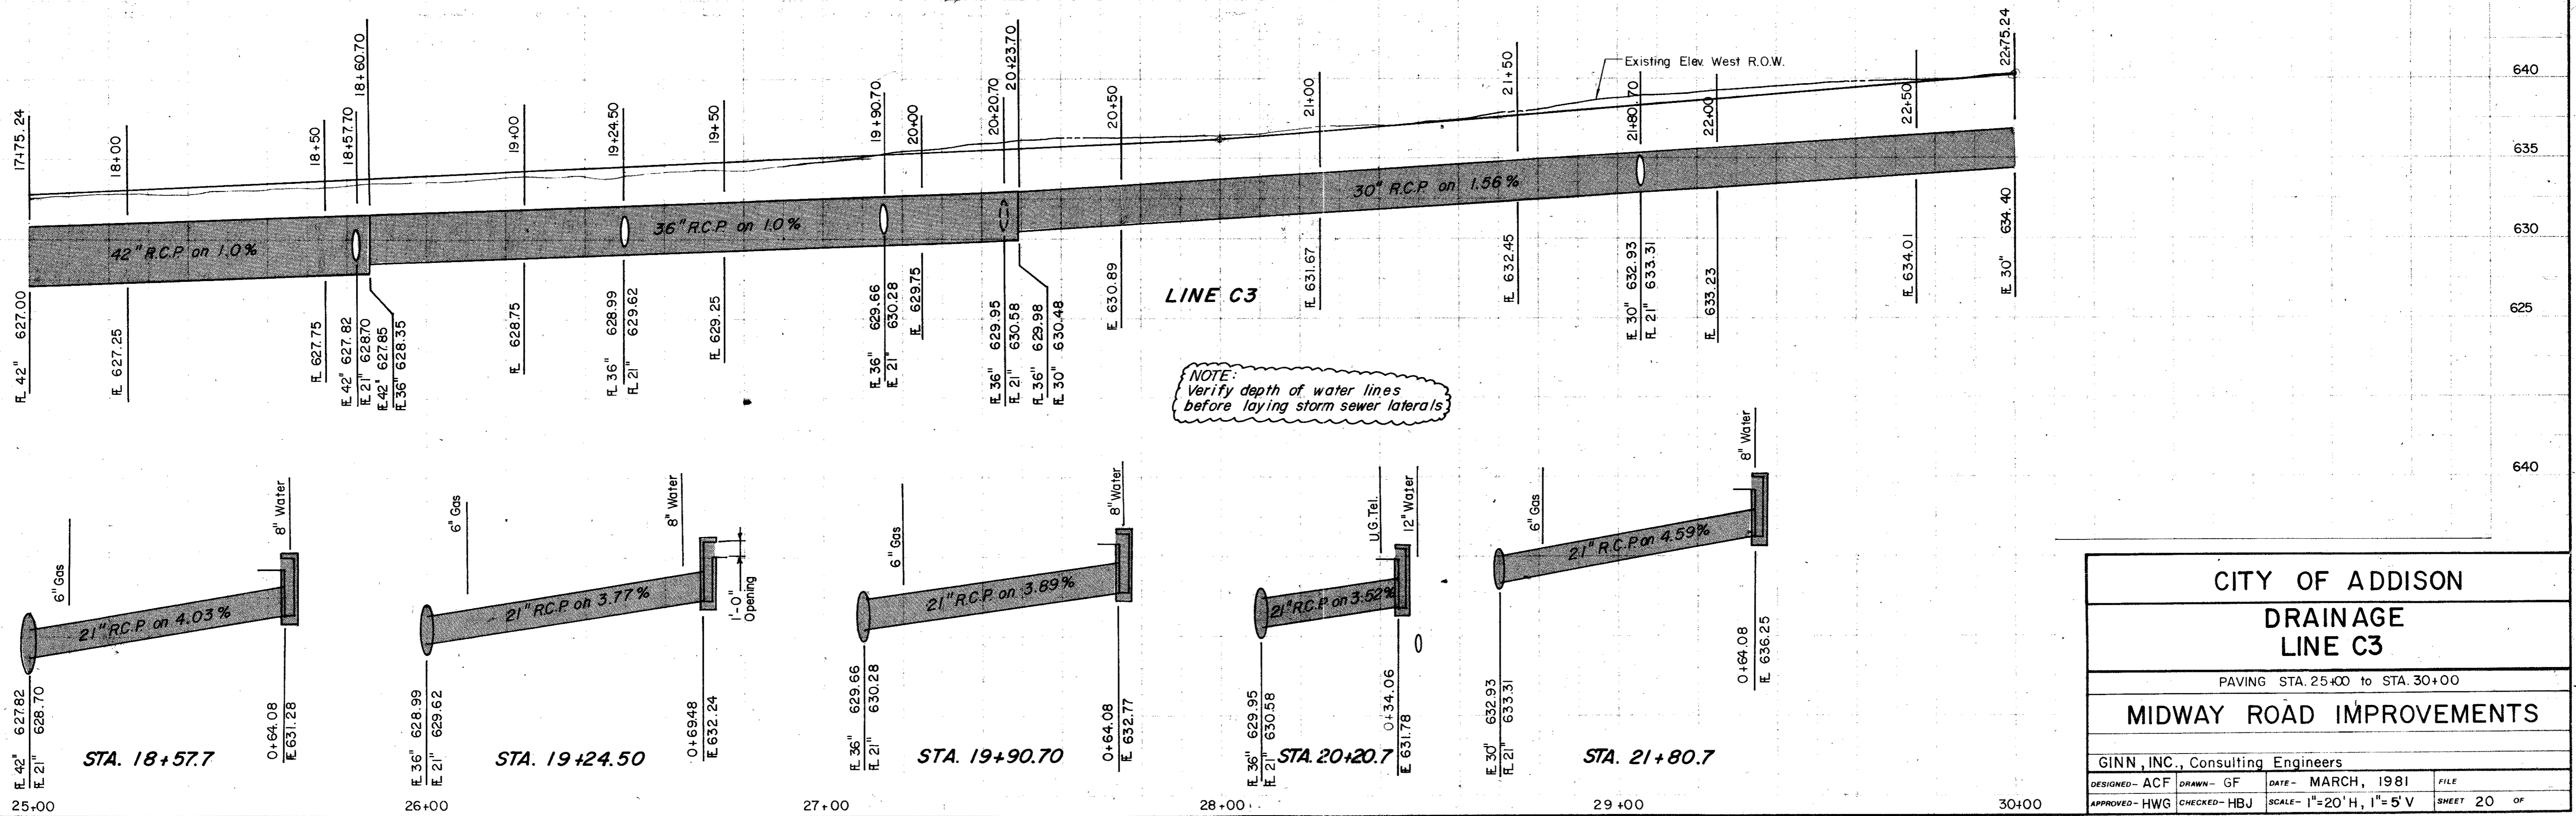 17+75.24
18+00
18+50
18+57.70
18+60.70
19+00
19+24.50
19+50
19+90.70
20+00
20+20.70
20+23.70
20+50
21+00
21+50
21+80.70
22+00
22+50
22+75.24
Existing Elev. West R.O.W.
640
635
630
625
640
42" R.C.P. on 1.0%
36" R.C.P. on 1.0%
30" R.C.P. on 1.56%
LINE C3
FL 42" 627.00
FL 627.25
FL 627.75
FL 42" 627.82
FL 21" 628.70
FL 42" 627.85
FL 36" 628.35
FL 628.75
FL 36" 628.99
FL 21" 629.62
FL 629.25
FL 36" 629.66
FL 21" 630.28
FL 629.75
FL 36" 629.95
FL 21" 630.58
FL 36" 629.98
FL 30" 630.48
FL 630.89
FL 631.67
FL 632.45
FL 30" 632.93
FL 21" 633.31
FL 633.23
FL 634.01
FL 30" 634.40
NOTE:
Verify depth of water lines
before laying storm sewer laterals
6" Gas
8" Water
21" R.C.P. on 4.03%
FL 42" 627.82
FL 21" 628.70
0+64.08
FL 631.28
STA. 18+57.7
6" Gas
8" Water
21" R.C.P. on 3.77%
1'-0"
Opening
FL 36" 628.99
FL 21" 629.62
0+69.48
FL 632.24
STA. 19+24.50
6" Gas
8" Water
21" R.C.P. on 3.89%
FL 36" 629.66
FL 21" 630.28
0+64.08
FL 632.77
STA. 19+90.70
U.G. Tel.
12" Water
21" R.C.P. on 3.52%
FL 36" 629.95
FL 21" 630.58
0+34.06
FL 631.78
STA. 20+20.7
6" Gas
8" Water
21" R.C.P. on 4.59%
FL 30" 632.93
FL 21" 633.31
0+64.08
FL 636.25
STA. 21+80.7
25+00
26+00
27+00
28+00
29+00
30+00
CITY OF ADDISON
DRAINAGE
LINE C3
PAVING STA. 25+00 to STA. 30+00
MIDWAY ROAD IMPROVEMENTS
GINN, INC., Consulting Engineers
DESIGNED- ACF DRAWN- GF DATE- MARCH, 1981 FILE
APPROVED- HWG CHECKED- HBJ SCALE- 1"=20' H, 1"=5' V SHEET 20 OF